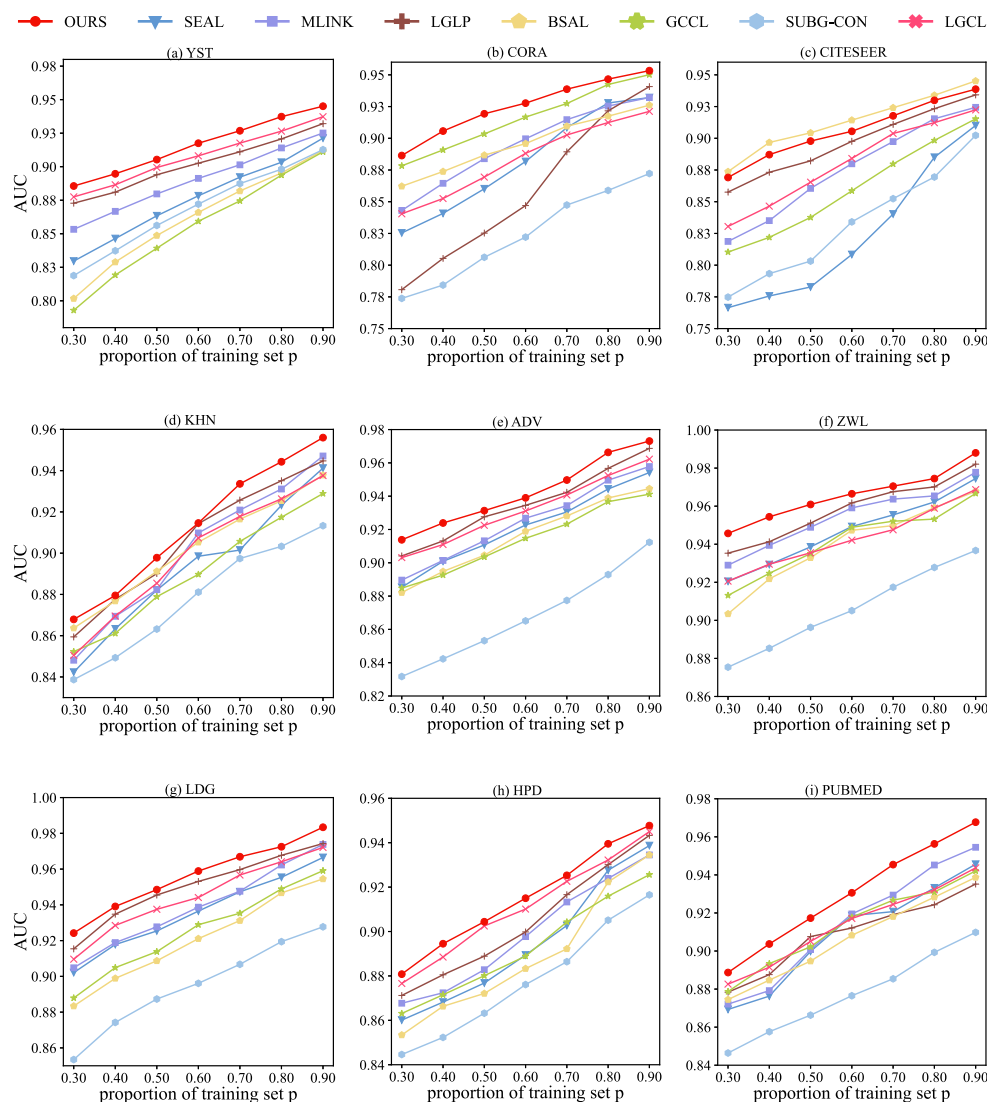 OURS SEAL MLINK LGLP BSAL GCCL SUBG-CON LGCL
(a) YST
0.98
0.95
0.93
0.90
0.88
0.85
0.83
0.80
AUC
0.30 0.40 0.50 0.60 0.70 0.80 0.90
proportion of training set p
(b) CORA
0.95
0.93
0.90
0.88
0.85
0.83
0.80
0.78
0.75
0.30 0.40 0.50 0.60 0.70 0.80 0.90
proportion of training set p
(c) CITESEER
0.95
0.93
0.90
0.88
0.85
0.83
0.80
0.78
0.75
0.30 0.40 0.50 0.60 0.70 0.80 0.90
proportion of training set p
(d) KHN
0.96
0.94
0.92
0.90
0.88
0.86
0.84
AUC
0.30 0.40 0.50 0.60 0.70 0.80 0.90
proportion of training set p
(e) ADV
0.98
0.96
0.94
0.92
0.90
0.88
0.86
0.84
0.82
0.30 0.40 0.50 0.60 0.70 0.80 0.90
proportion of training set p
(f) ZWL
1.00
0.98
0.96
0.94
0.92
0.90
0.88
0.86
0.30 0.40 0.50 0.60 0.70 0.80 0.90
proportion of training set p
(g) LDG
1.00
0.98
0.96
0.94
0.92
0.90
0.88
0.86
AUC
0.30 0.40 0.50 0.60 0.70 0.80 0.90
proportion of training set p
(h) HPD
0.96
0.94
0.92
0.90
0.88
0.86
0.84
0.30 0.40 0.50 0.60 0.70 0.80 0.90
proportion of training set p
(i) PUBMED
0.98
0.96
0.94
0.92
0.90
0.88
0.86
0.84
0.30 0.40 0.50 0.60 0.70 0.80 0.90
proportion of training set p